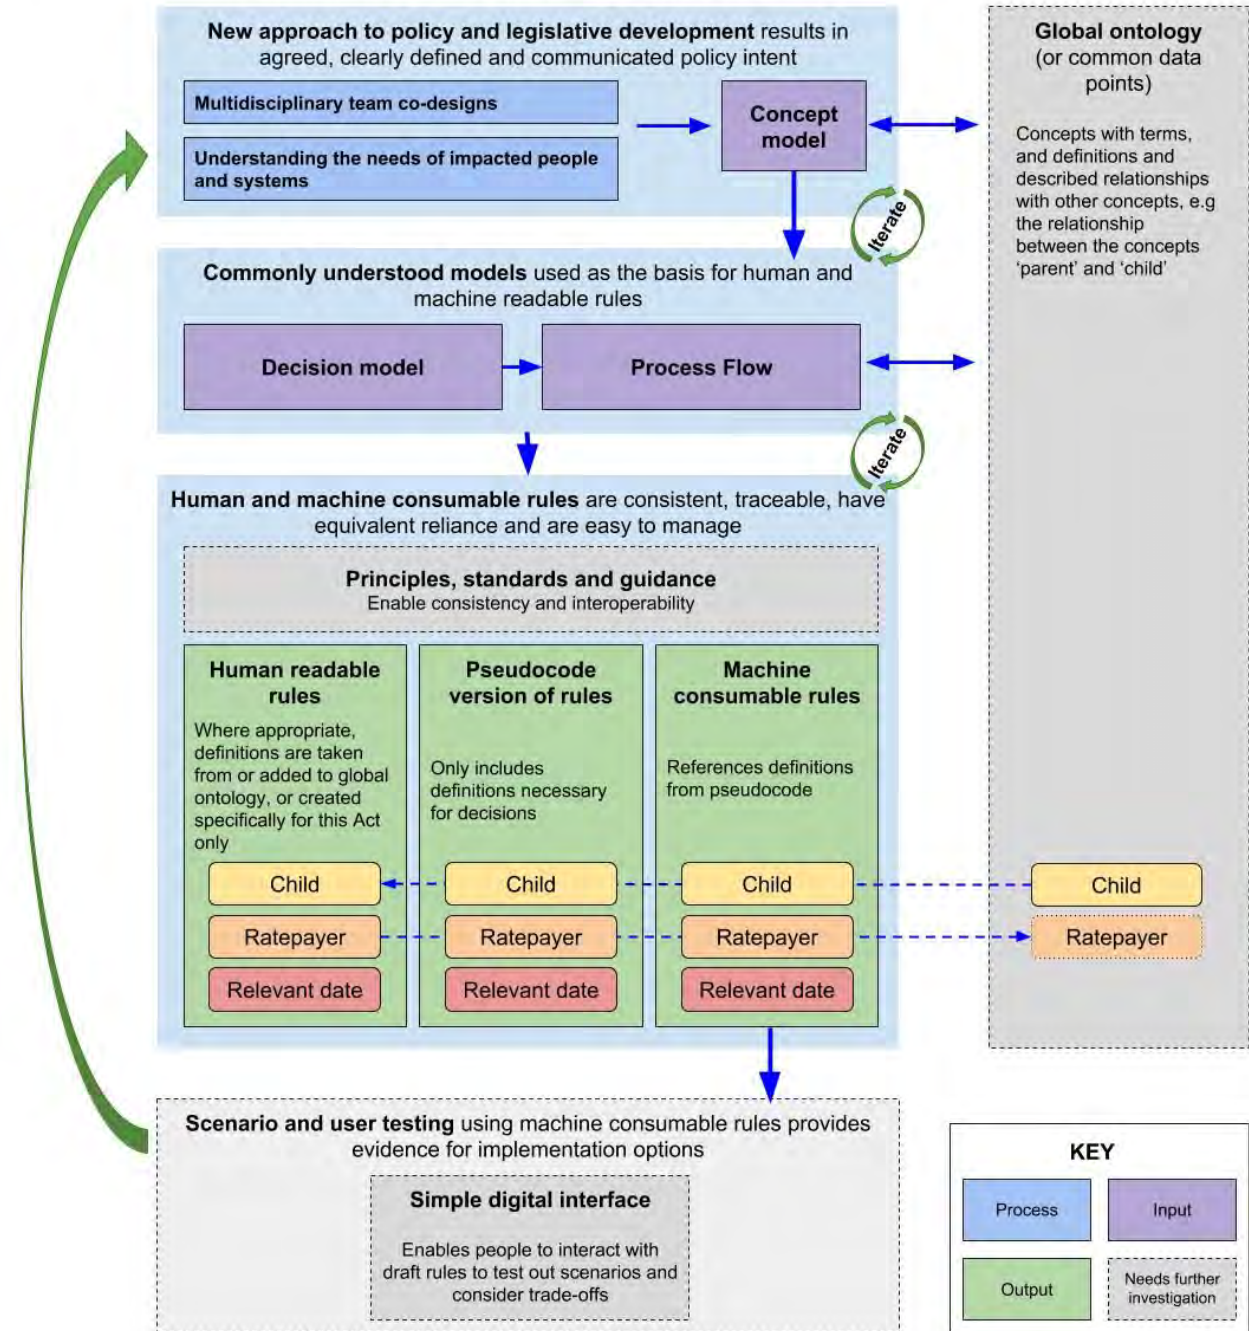 New approach to policy and legislative development results in
agreed, clearly defined and communicated policy intent
Multidisciplinary team co-designs
Understanding the needs of impacted people
and systems
Concept
model
Iterate
Global ontology
(or common data
points)
Concepts with terms,
and definitions and
described relationships
with other concepts, e.g
the relationship
between the concepts
‘parent’ and ‘child’
Commonly understood models used as the basis for human and
machine readable rules
Decision model
Process Flow
Iterate
Human and machine consumable rules are consistent, traceable, have
equivalent reliance and are easy to manage
Principles, standards and guidance
Enable consistency and interoperability
Human readable
rules
Where appropriate,
definitions are taken
from or added to global
ontology, or created
specifically for this Act
only
Pseudocode
version of rules
Only includes
definitions necessary
for decisions
Machine
consumable rules
References definitions
from pseudocode
Child
Child
Child
Child
Ratepayer
Ratepayer
Ratepayer
Ratepayer
Relevant date
Relevant date
Relevant date
Scenario and user testing using machine consumable rules provides
evidence for implementation options
Simple digital interface
Enables people to interact with
draft rules to test out scenarios and
consider trade-offs
KEY
Process
Input
Output
Needs further
investigation